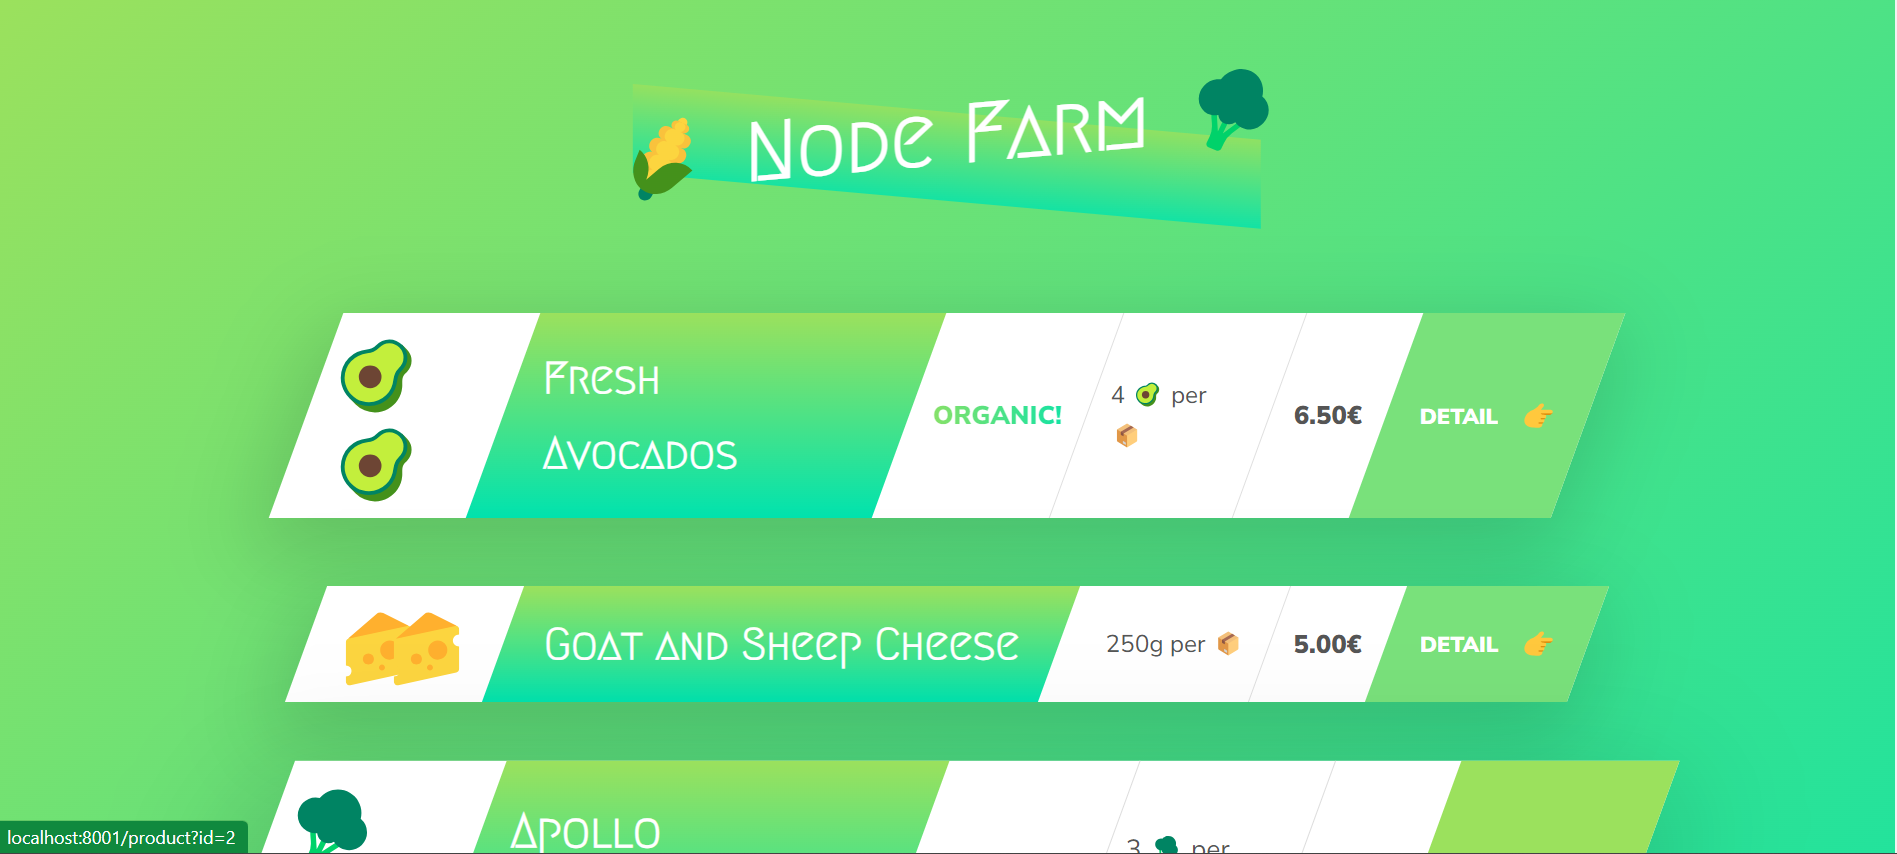 Node Farm
Fresh
Avocados
ORGANIC!
4 🥑 per
📦
6.50€
DETAIL 👉
Goat and Sheep Cheese
250g per 📦
5.00€
DETAIL 👉
Apollo
3 🥦 per
localhost:8001/product?id=2